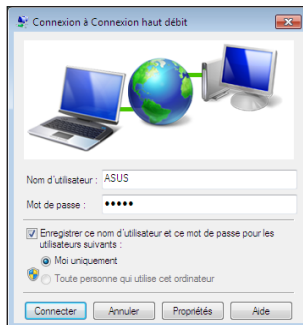 Connexion à Connexion haut débit
Nom d'utilisateur : ASUS
Mot de passe : •••••
Enregistrer ce nom d'utilisateur et ce mot de passe pour les
utilisateurs suivants :
Moi uniquement
Toute personne qui utilise cet ordinateur
Connecter Annuler Propriétés Aide